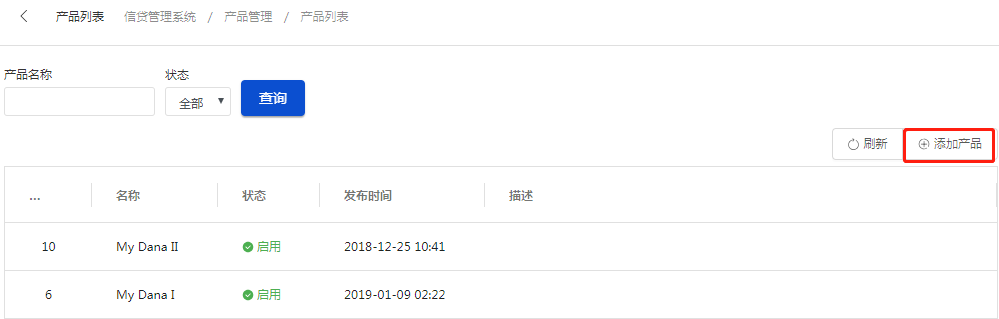 产品列表 信贷管理系统 / 产品管理 / 产品列表
产品名称 状态
全部 查询
刷新 添加产品
... 名称 状态 发布时间 描述
10 My Dana II 启用 2018-12-25 10:41
6 My Dana I 启用 2019-01-09 02:22